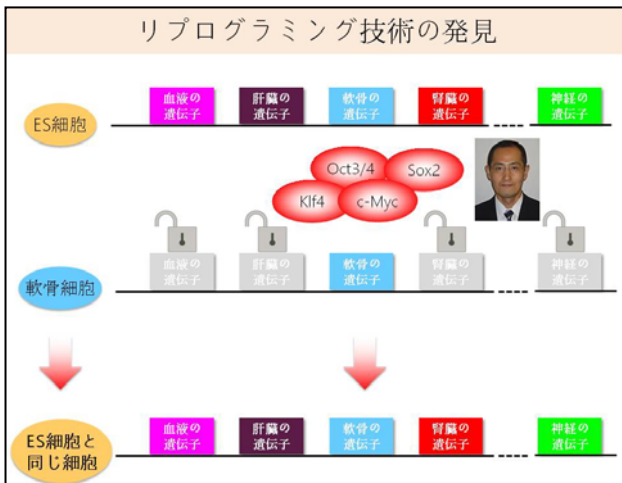 リプログラミング技術の発見
血液の 肝臓の 軟骨の 腎臓の 神経の
遺伝子 遺伝子 遺伝子 遺伝子 遺伝子
ES細胞
Oct3/4 Sox2
Klf4 c-Myc
血液の 肝臓の 軟骨の 腎臓の 神経の
遺伝子 遺伝子 遺伝子 遺伝子 遺伝子
軟骨細胞
血液の 肝臓の 軟骨の 腎臓の 神経の
遺伝子 遺伝子 遺伝子 遺伝子 遺伝子
ES細胞と
同じ細胞